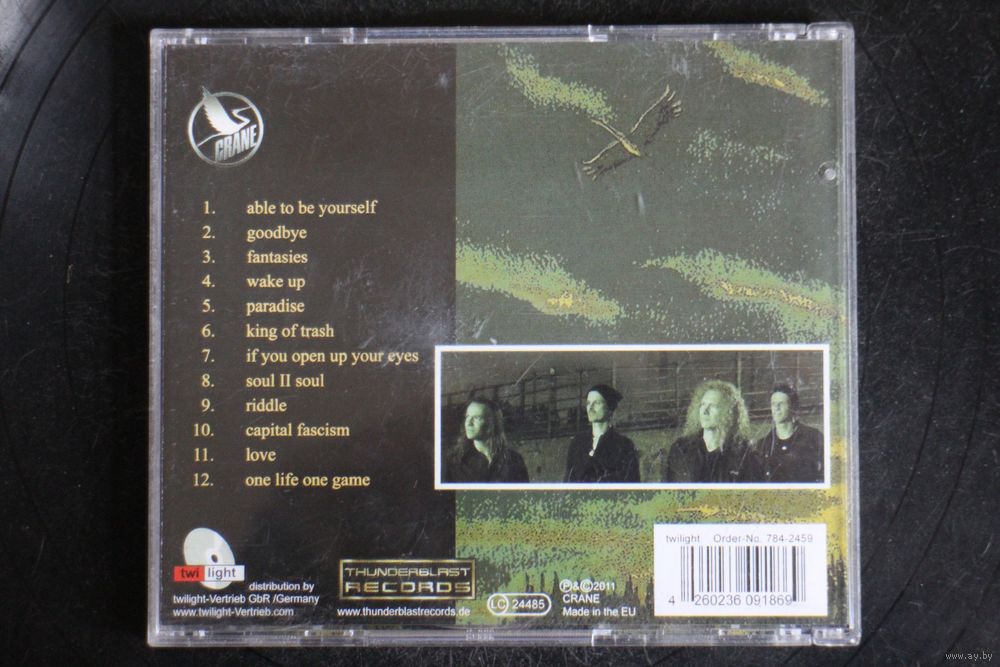 CRANE
1. able to be yourself
2. goodbye
3. fantasies
4. wake up
5. paradise
6. king of trash
7. if you open up your eyes
8. soul II soul
9. riddle
10. capital fascism
11. love
12. one life one game
twilight
distribution by
twilight-Vertrieb GbR /Germany
www.twilight-Vertrieb.com
THUNDERBLAST
RECORDS
www.thunderblastrecords.de
LC 24485
Ⓟ&©2011
CRANE
Made in the EU
twilight Order-No. 784-2459
4 260236 091869
www.ay.by